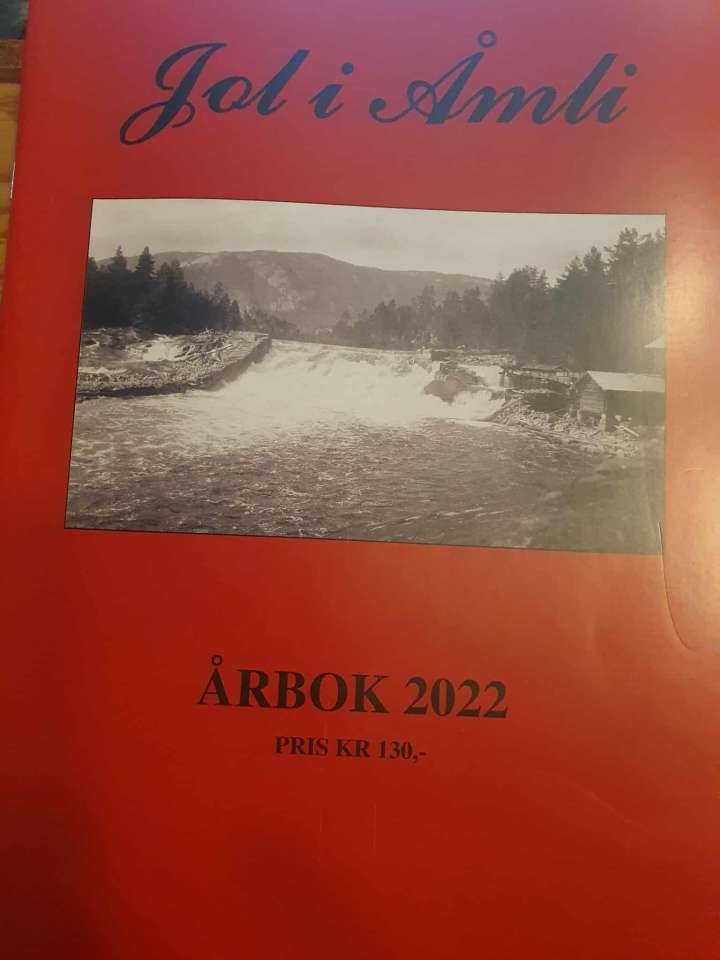 Jol i Åmli
ÅRBOK 2022
PRIS KR 130,-